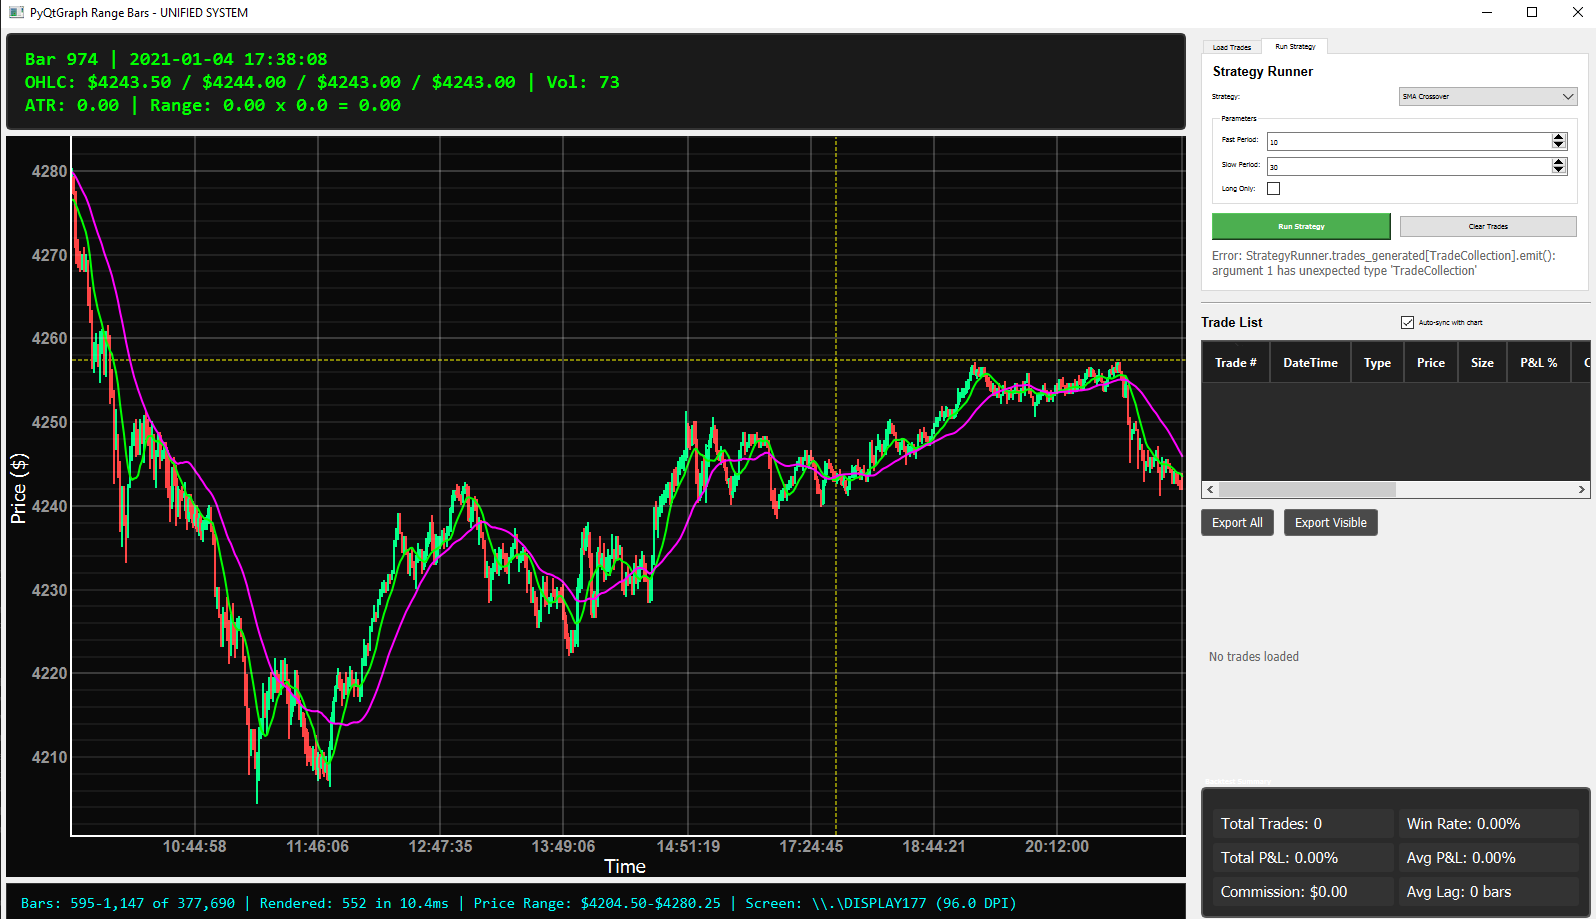 PyQtGraph Range Bars - UNIFIED SYSTEM
Bar 974 | 2021-01-04 17:38:08
OHLC: $4243.50 / $4244.00 / $4243.00 / $4243.00 | Vol: 73
ATR: 0.00 | Range: 0.00 x 0.0 = 0.00
4280
4270
4260
4250
4240
4230
4220
4210
Price ($)
10:44:58 11:46:06 12:47:35 13:49:06 14:51:19 17:24:45 18:44:21 20:12:00
Time
Bars: 595-1,147 of 377,690 | Rendered: 552 in 10.4ms | Price Range: $4204.50-$4280.25 | Screen: \\.\DISPLAY177 (96.0 DPI)
Load Trades Run Strategy
Strategy Runner
Strategy: SMA Crossover
Parameters
Fast Period: 10
Slow Period: 30
Long Only:
Run Strategy Clear Trades
Error: StrategyRunner.trades_generated[TradeCollection].emit():
argument 1 has unexpected type 'TradeCollection'
Trade List Auto-sync with chart
Trade # DateTime Type Price Size P&L % C
Export All Export Visible
No trades loaded
Backtest Summary
Total Trades: 0 Win Rate: 0.00%
Total P&L: 0.00% Avg P&L: 0.00%
Commission: $0.00 Avg Lag: 0 bars